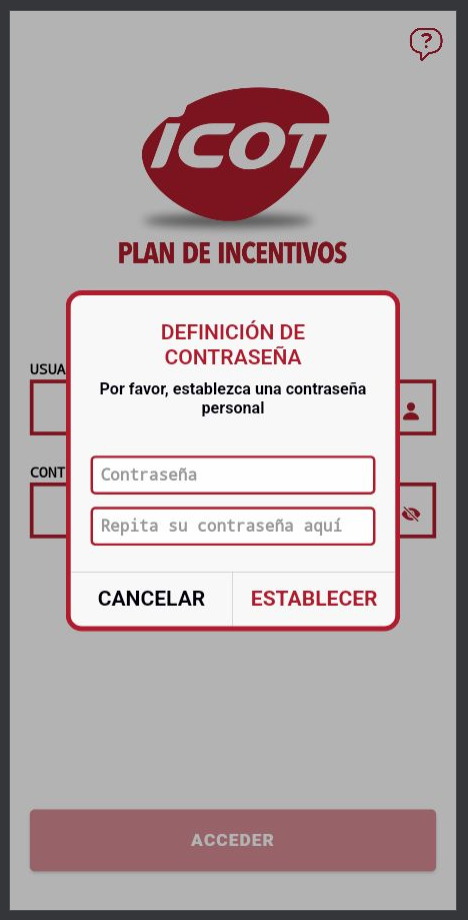 ?
ICOT
PLAN DE INCENTIVOS
DEFINICIÓN DE
CONTRASEÑA
Por favor, establezca una contraseña
personal
USUA
CONT
Contraseña
Repita su contraseña aquí
CANCELAR ESTABLECER
ACCEDER